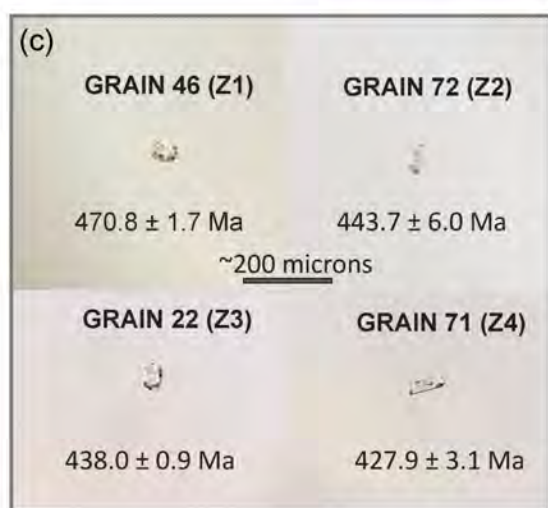 (c)
GRAIN 46 (Z1)
GRAIN 72 (Z2)
470.8 ± 1.7 Ma
443.7 ± 6.0 Ma
~200 microns
GRAIN 22 (Z3)
GRAIN 71 (Z4)
438.0 ± 0.9 Ma
427.9 ± 3.1 Ma